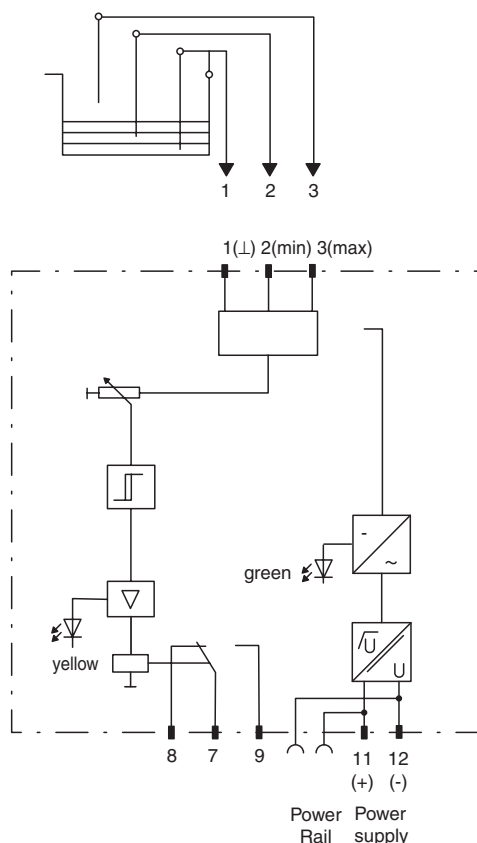 1 2 3
1(⊥) 2(min) 3(max)
-
~
green
U
U
yellow
8 7 9 11 12
(+) (-)
Power Power
Rail supply